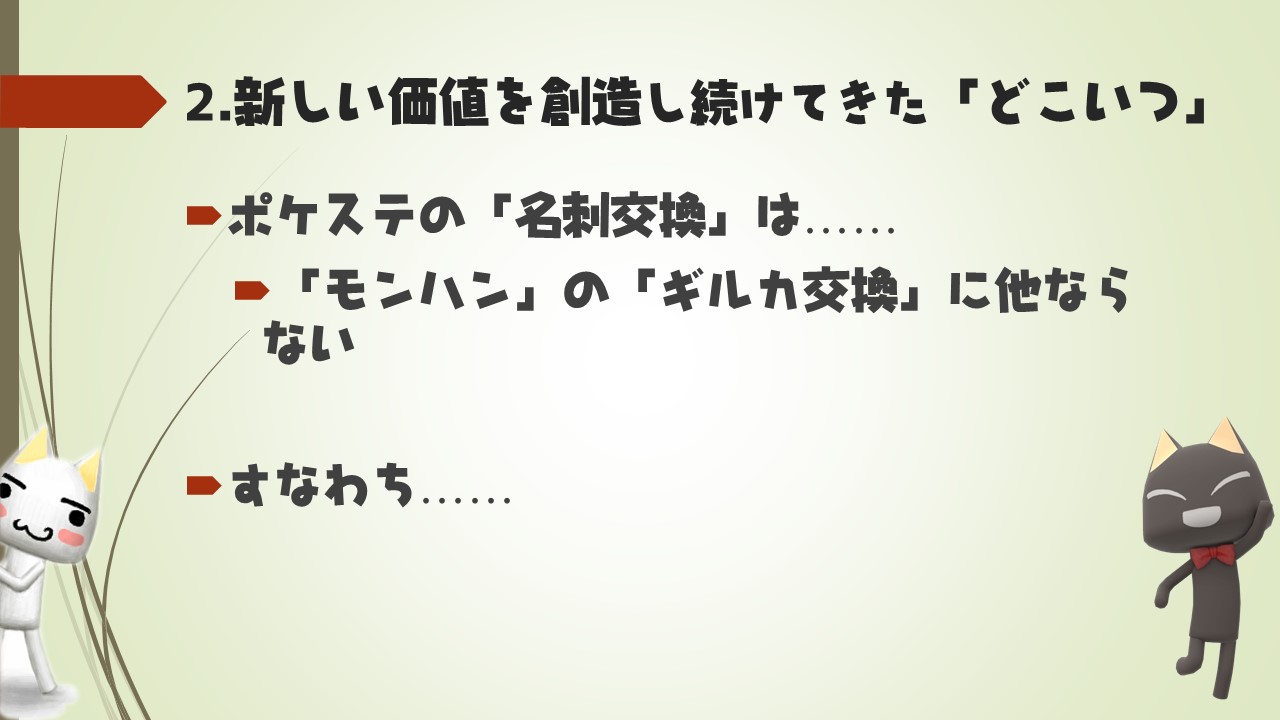 2.新しい価値を創造し続けてきた「どこいつ」
ポケステの「名刺交換」は……
「モンハン」の「ギルカ交換」に他なら
ない
すなわち……